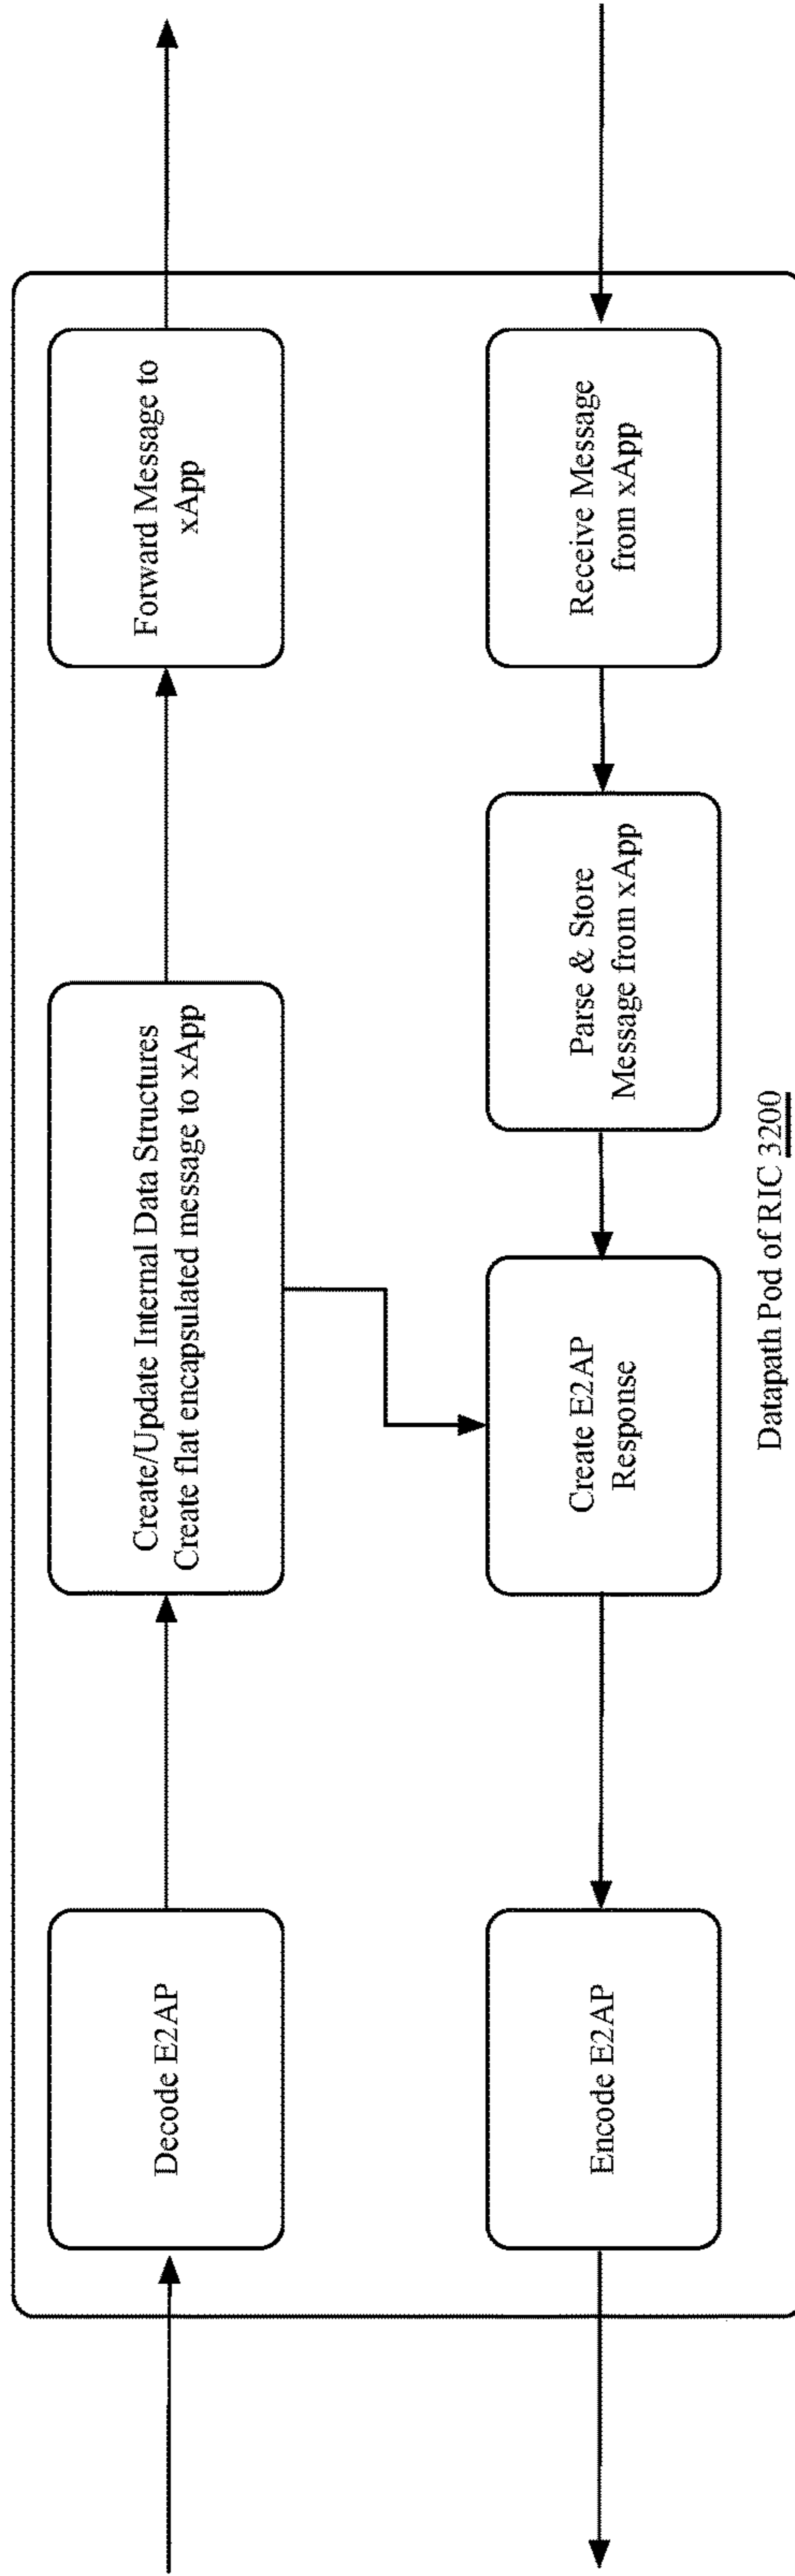 Decode E2AP
Create/Update Internal Data Structures
Create flat encapsulated message to xApp
Forward Message to
xApp
Encode E2AP
Create E2AP
Response
Parse & Store
Message from xApp
Receive Message
from xApp
Datapath Pod of RIC 3200